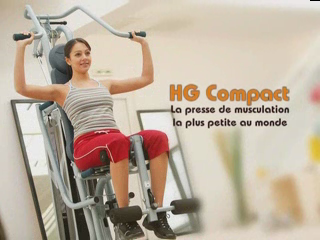 HG Compact
La presse de musculation
la plus petite au monde